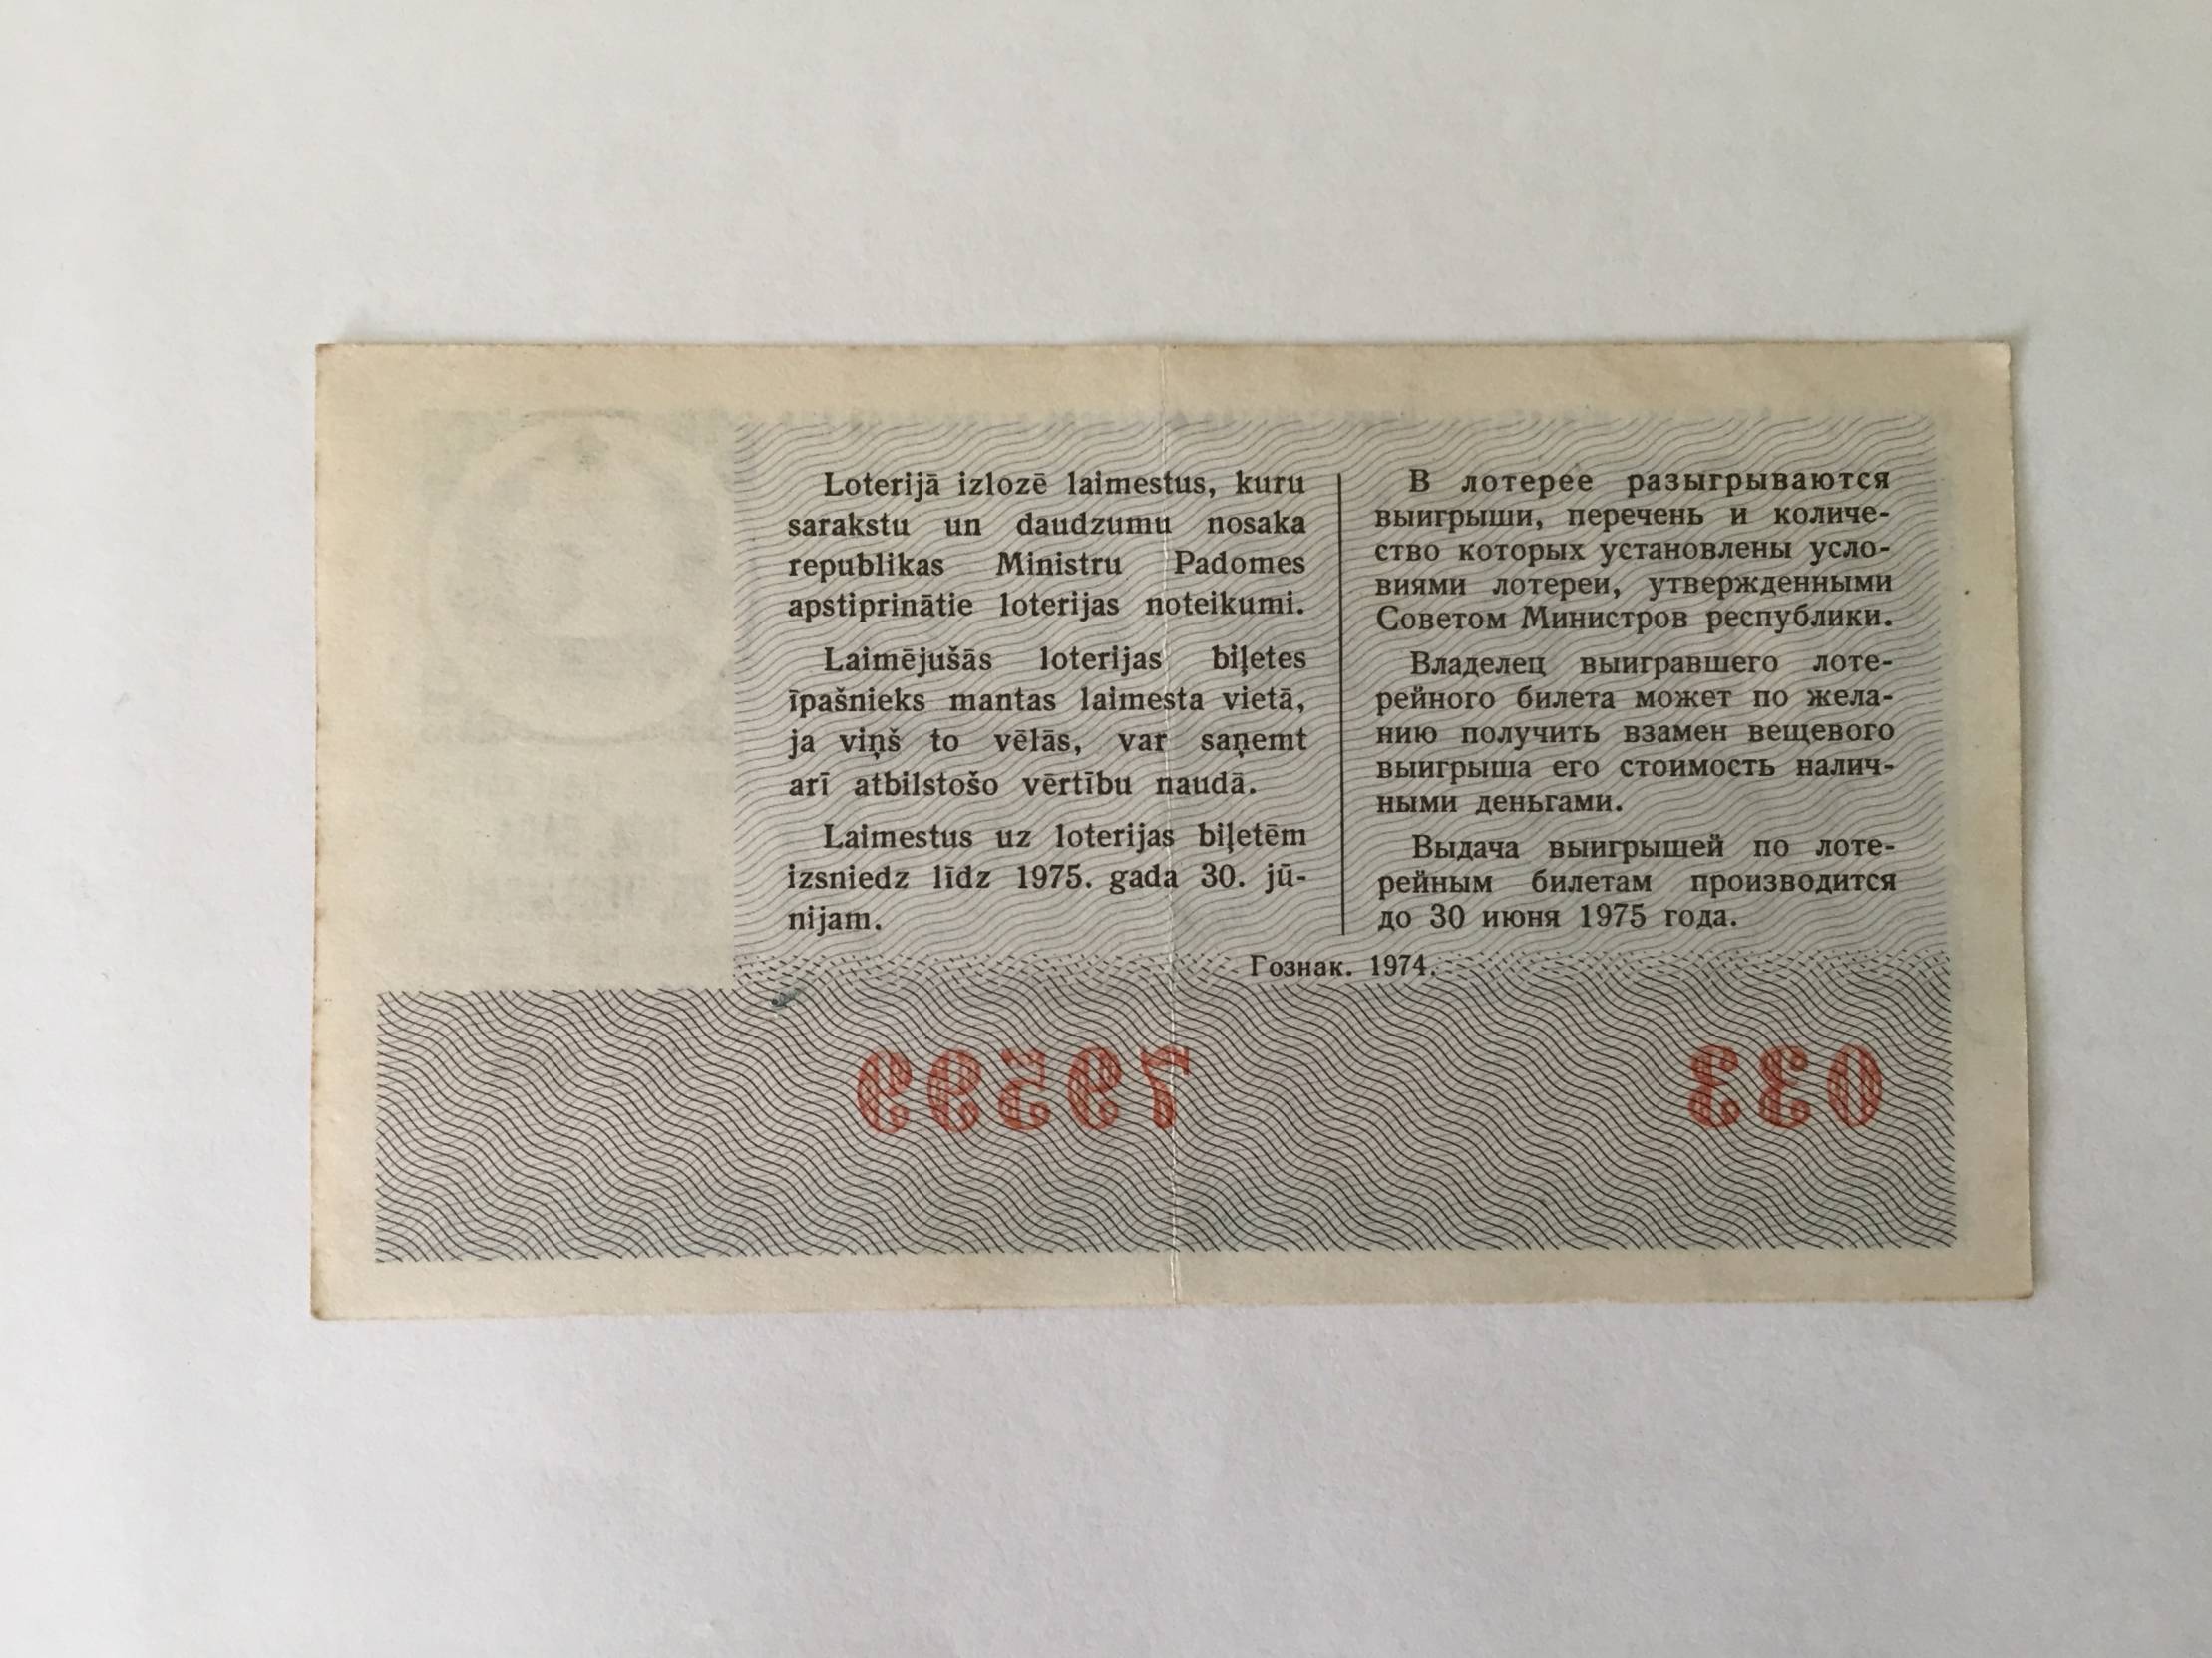 Loterijā izlozē laimestus, kuru
sarakstu un daudzumu nosaka
republikas Ministru Padomes
apstiprinātie loterijas noteikumi.
Laimējušās loterijas biļetes
īpašnieks mantas laimesta vietā,
ja viņš to vēlās, var saņemt
arī atbilstošo vērtību naudā.
Laimestus uz loterijas biļetēm
izsniedz līdz 1975. gada 30. jū-
nijam.
В лотерее разыгрываются
выигрыши, перечень и количе-
ство которых установлены усло-
виями лотереи, утвержденными
Советом Министров республики.
Владелец выигравшего лоте-
рейного билета может по жела-
нию получить взамен вещевого
выигрыша его стоимость налич-
ными деньгами.
Выдача выигрышей по лоте-
рейным билетам производится
до 30 июня 1975 года.
Гознак. 1974.
79599 033